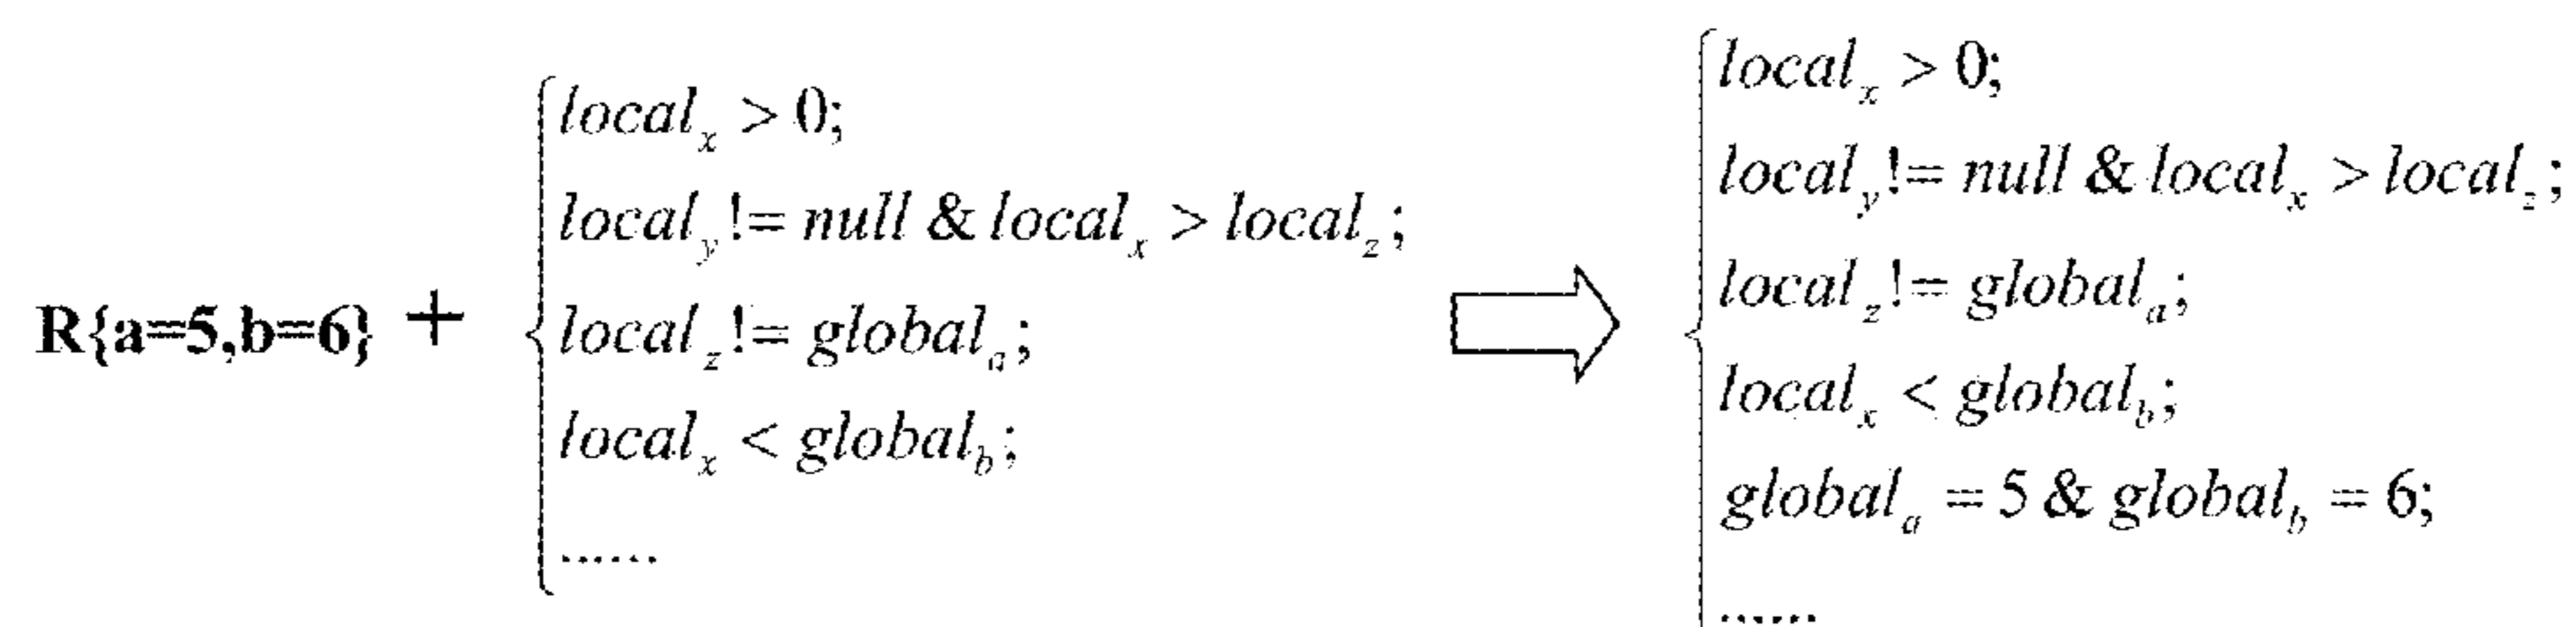 R{a=5,b=6} +
local_x > 0;
local_y != null & local_x > local_z;
local_z != global_a;
local_x < global_b;
......
local_x > 0;
local_y != null & local_x > local_z;
local_z != global_a;
local_x < global_b;
global_a = 5 & global_b = 6;
......